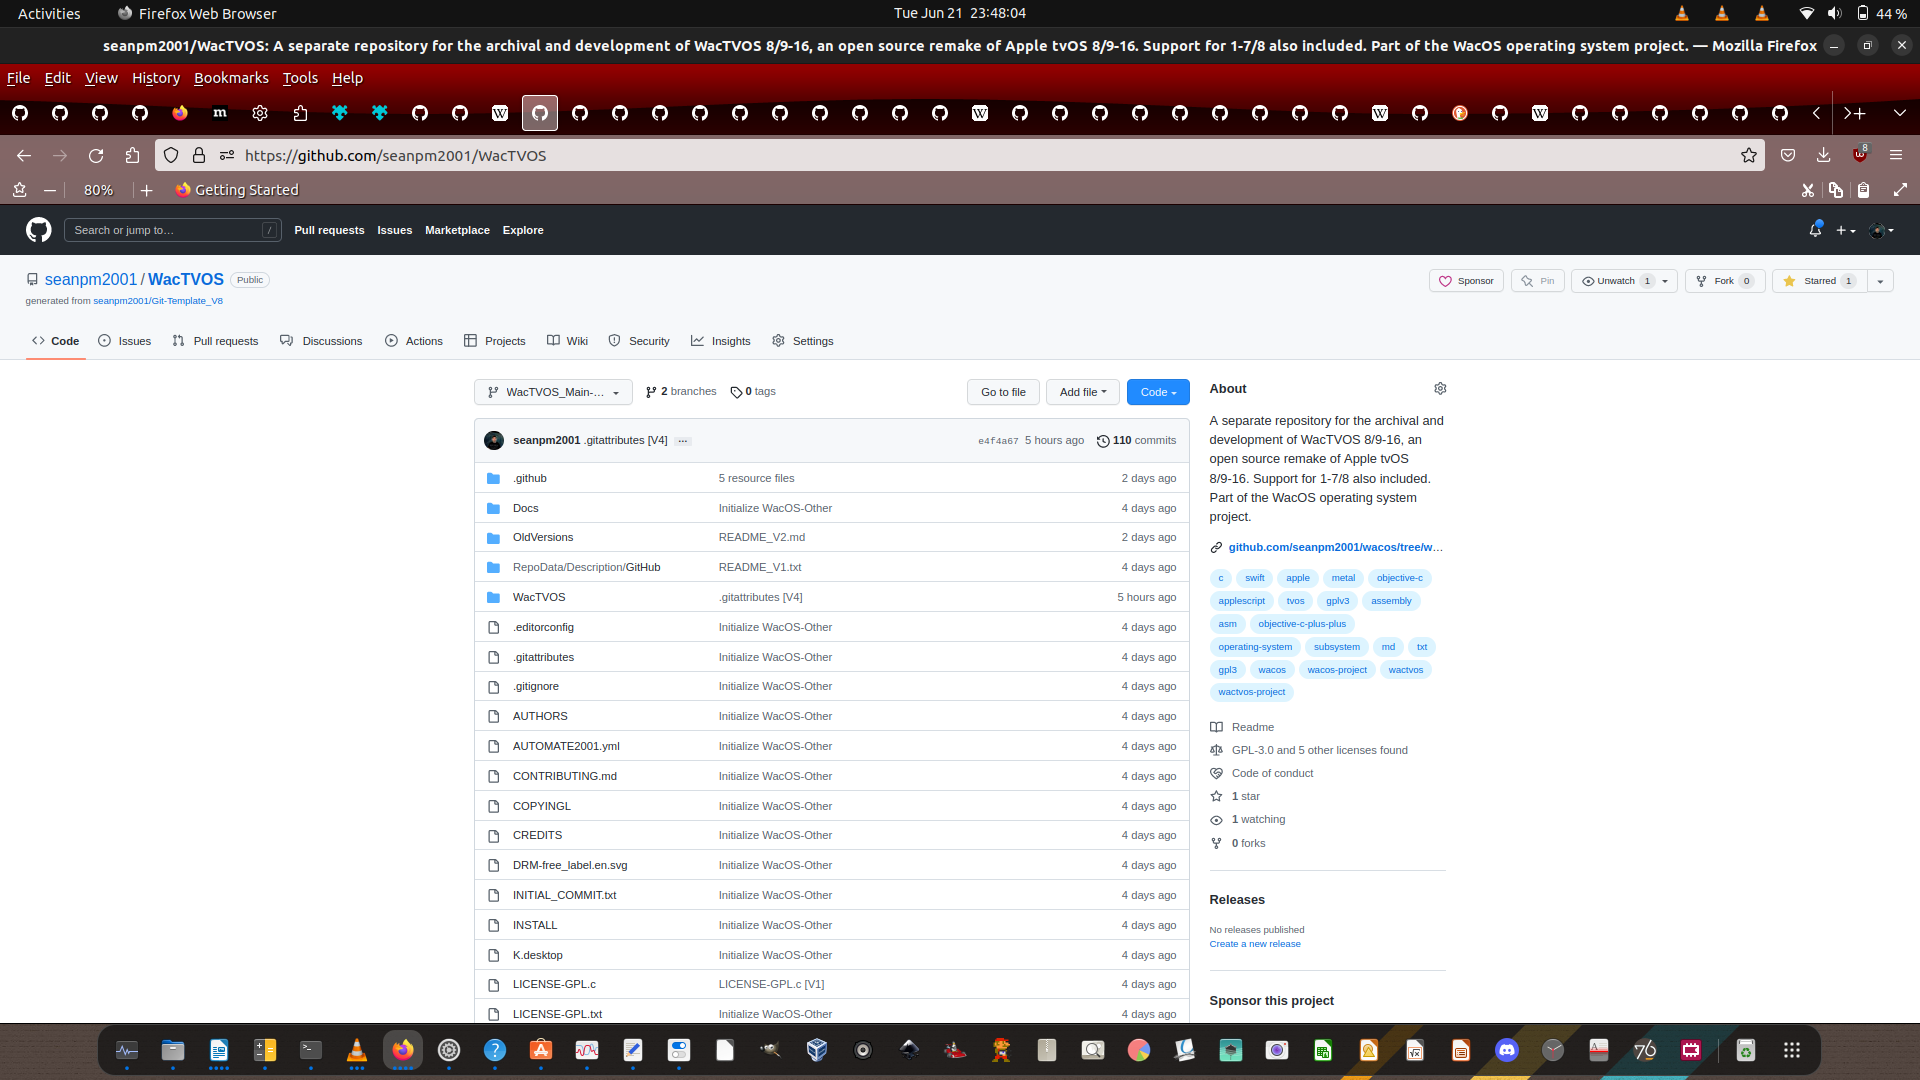 Activities Firefox Web Browser Tue Jun 21 23:48:04 44 %
seanpm2001/WacTVOS: A separate repository for the archival and development of WacTVOS 8/9-16, an open source remake of Apple tvOS 8/9-16. Support for 1-7/8 also included. Part of the WacOS operating system project. — Mozilla Firefox
File Edit View History Bookmarks Tools Help
https://github.com/seanpm2001/WacTVOS 8
80% Getting Started
Search or jump to… / Pull requests Issues Marketplace Explore
seanpm2001 / WacTVOS Public Sponsor Pin Unwatch 1 Fork 0 Starred 1
generated from seanpm2001/Git-Template_V8
Code Issues Pull requests Discussions Actions Projects Wiki Security Insights Settings
WacTVOS_Main-... 2 branches 0 tags Go to file Add file Code
seanpm2001 .gitattributes [V4] ... e4f4a67 5 hours ago 110 commits
.github 5 resource files 2 days ago
Docs Initialize WacOS-Other 4 days ago
OldVersions README_V2.md 2 days ago
RepoData/Description/GitHub README_V1.txt 4 days ago
WacTVOS .gitattributes [V4] 5 hours ago
.editorconfig Initialize WacOS-Other 4 days ago
.gitattributes Initialize WacOS-Other 4 days ago
.gitignore Initialize WacOS-Other 4 days ago
AUTHORS Initialize WacOS-Other 4 days ago
AUTOMATE2001.yml Initialize WacOS-Other 4 days ago
CONTRIBUTING.md Initialize WacOS-Other 4 days ago
COPYINGL Initialize WacOS-Other 4 days ago
CREDITS Initialize WacOS-Other 4 days ago
DRM-free_label.en.svg Initialize WacOS-Other 4 days ago
INITIAL_COMMIT.txt Initialize WacOS-Other 4 days ago
INSTALL Initialize WacOS-Other 4 days ago
K.desktop Initialize WacOS-Other 4 days ago
LICENSE-GPL.c LICENSE-GPL.c [V1] 4 days ago
LICENSE-GPL.txt Initialize WacOS-Other 4 days ago
About
A separate repository for the archival and
development of WacTVOS 8/9-16, an
open source remake of Apple tvOS
8/9-16. Support for 1-7/8 also included.
Part of the WacOS operating system
project.
github.com/seanpm2001/wacos/tree/w…
c swift apple metal objective-c
applescript tvos gplv3 assembly
asm objective-c-plus-plus
operating-system subsystem md txt
gpl3 wacos wacos-project wactvos
wactvos-project
Readme
GPL-3.0 and 5 other licenses found
Code of conduct
1 star
1 watching
0 forks
Releases
No releases published
Create a new release
Sponsor this project
76